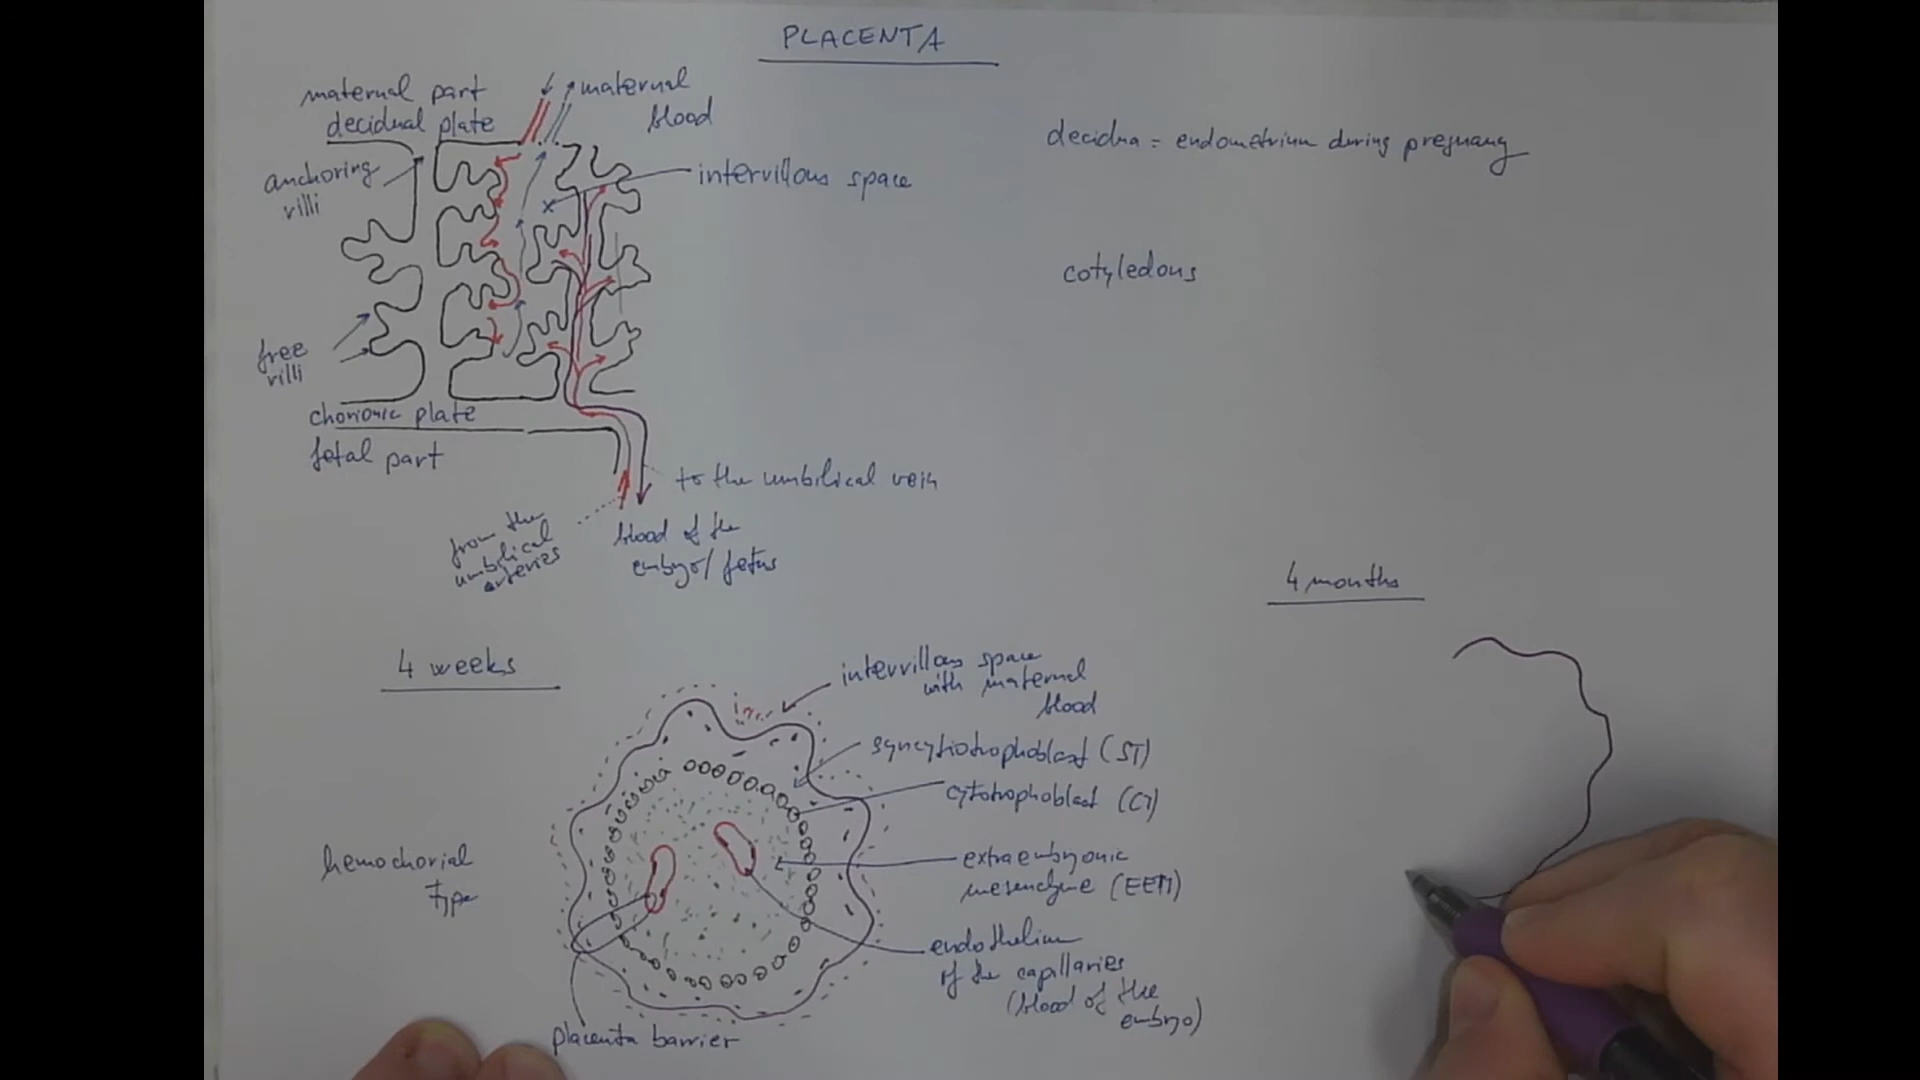 PLACENTA
maternal part
decidual plate
maternal
blood
anchoring
villi
intervillous space
decidua = endometrium during pregnancy
cotyledons
free
villi
chorionic plate
fetal part
to the umbilical vein
from the
umbilical
arteries
blood of the
embryo/fetus
4 months
4 weeks
intervillous space
with maternal
blood
syncytiotrophoblast (ST)
cytotrophoblast (CT)
hemochorial
type
extraembryonic
mesenchyme (EEM)
endothelium
of the capillaries
(blood of the
embryo)
placenta barrier